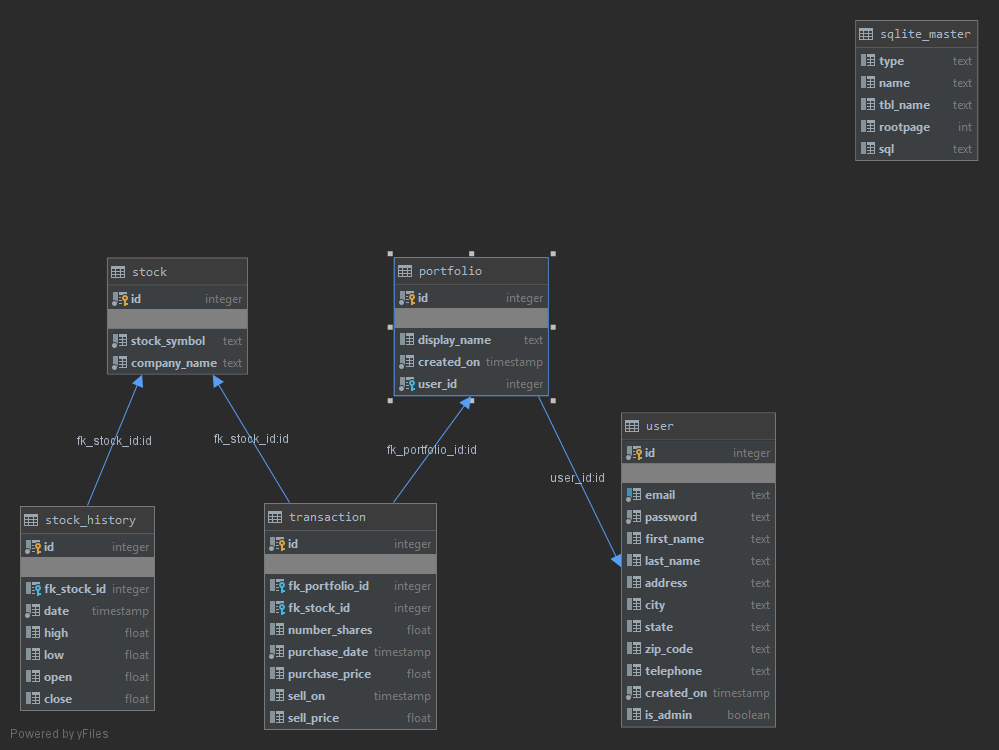 sqlite_master
type text
name text
tbl_name text
rootpage int
sql text
stock
id integer
stock_symbol text
company_name text
portfolio
id integer
display_name text
created_on timestamp
user_id integer
fk_stock_id:id
fk_stock_id:id
fk_portfolio_id:id
user_id:id
user
id integer
email text
password text
first_name text
last_name text
address text
city text
state text
zip_code text
telephone text
created_on timestamp
is_admin boolean
stock_history
id integer
fk_stock_id integer
date timestamp
high float
low float
open float
close float
transaction
id integer
fk_portfolio_id integer
fk_stock_id integer
number_shares float
purchase_date timestamp
purchase_price float
sell_on timestamp
sell_price float
Powered by yFiles